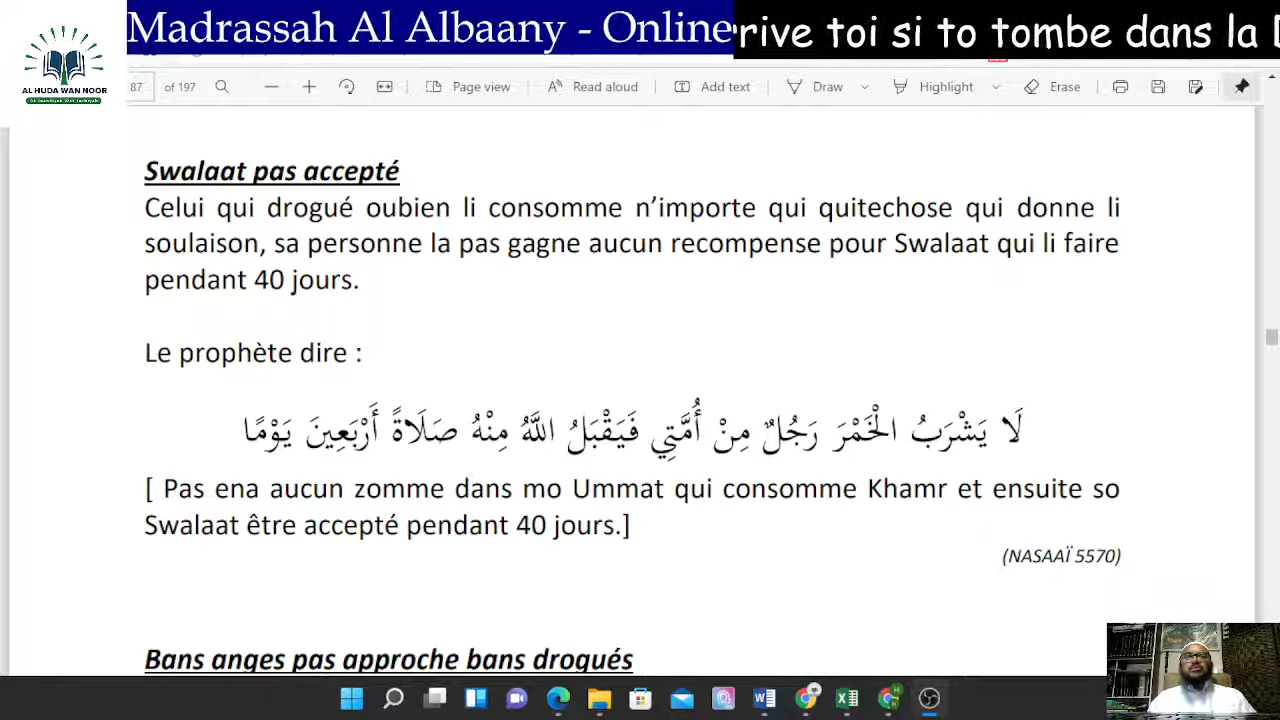 Madrassah Al Albaany - Online
rrive toi si to tombe dans la
AL HUDA WAN NOOR
87 of 197 Page view Read aloud Add text Draw Highlight Erase
Swalaat pas accepté
Celui qui drogué oubien li consomme n’importe qui quitechose qui donne li
soulaison, sa personne la pas gagne aucun recompense pour Swalaat qui li faire
pendant 40 jours.
Le prophète dire :
لَا يَشْرَبُ الْخَمْرَ رَجُلٌ مِنْ أُمَّتِي فَيَقْبَلُ اللَّهُ مِنْهُ صَلَاةً أَرْبَعِينَ يَوْمًا
[ Pas ena aucun zomme dans mo Ummat qui consomme Khamr et ensuite so
Swalaat être accepté pendant 40 jours.]
(NASAAÏ 5570)
Bans anges pas approche bans drogués